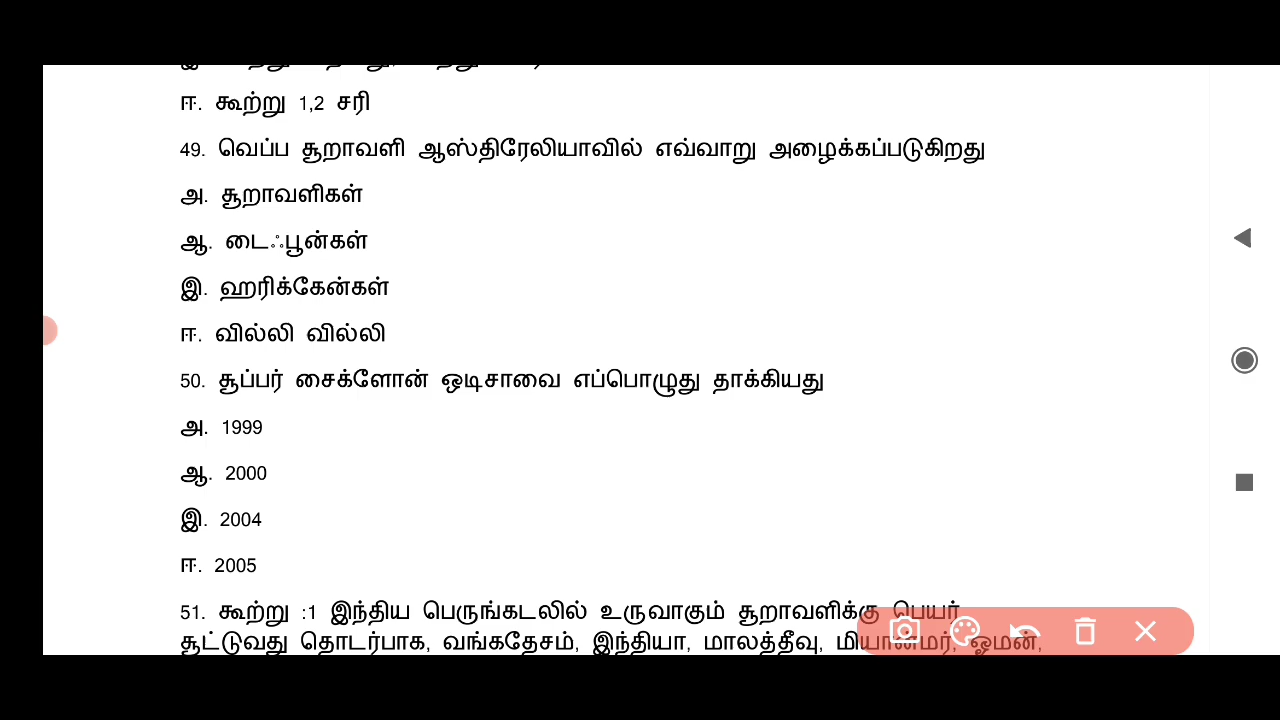 ஈ. கூற்று 1,2 சரி
49. வெப்ப சூறாவளி ஆஸ்திரேலியாவில் எவ்வாறு அழைக்கப்படுகிறது
அ. சூறாவளிகள்
ஆ. டைஃபூன்கள்
இ. ஹரிக்கேன்கள்
ஈ. வில்லி வில்லி
50. சூப்பர் சைக்ளோன் ஒடிசாவை எப்பொழுது தாக்கியது
அ. 1999
ஆ. 2000
இ. 2004
ஈ. 2005
51. கூற்று :1 இந்திய பெருங்கடலில் உருவாகும் சூறாவளிக்கு பெயர்
சூட்டுவது தொடர்பாக, வங்கதேசம், இந்தியா, மாலத்தீவு, மியான்மர், ஓமன்,